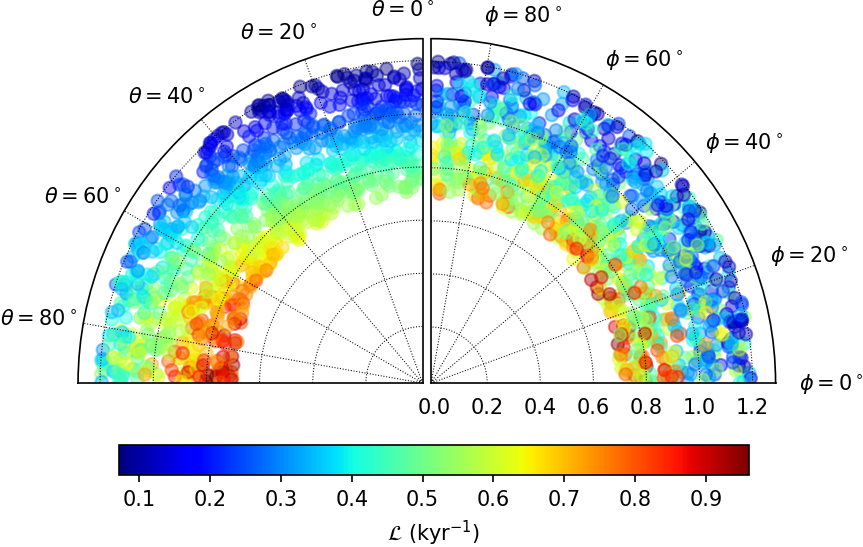 θ = 0°
ϕ = 80°
θ = 20°
ϕ = 60°
θ = 40°
ϕ = 40°
θ = 60°
ϕ = 20°
θ = 80°
ϕ = 0°
0.0 0.2 0.4 0.6 0.8 1.0 1.2
0.1 0.2 0.3 0.4 0.5 0.6 0.7 0.8 0.9
ℒ (kyr⁻¹)